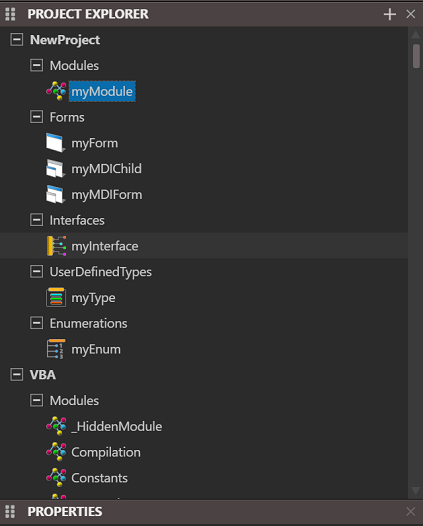 PROJECT EXPLORER
NewProject
Modules
myModule
Forms
myForm
myMDIChild
myMDIForm
Interfaces
myInterface
UserDefinedTypes
myType
Enumerations
myEnum
VBA
Modules
_HiddenModule
Compilation
Constants
PROPERTIES